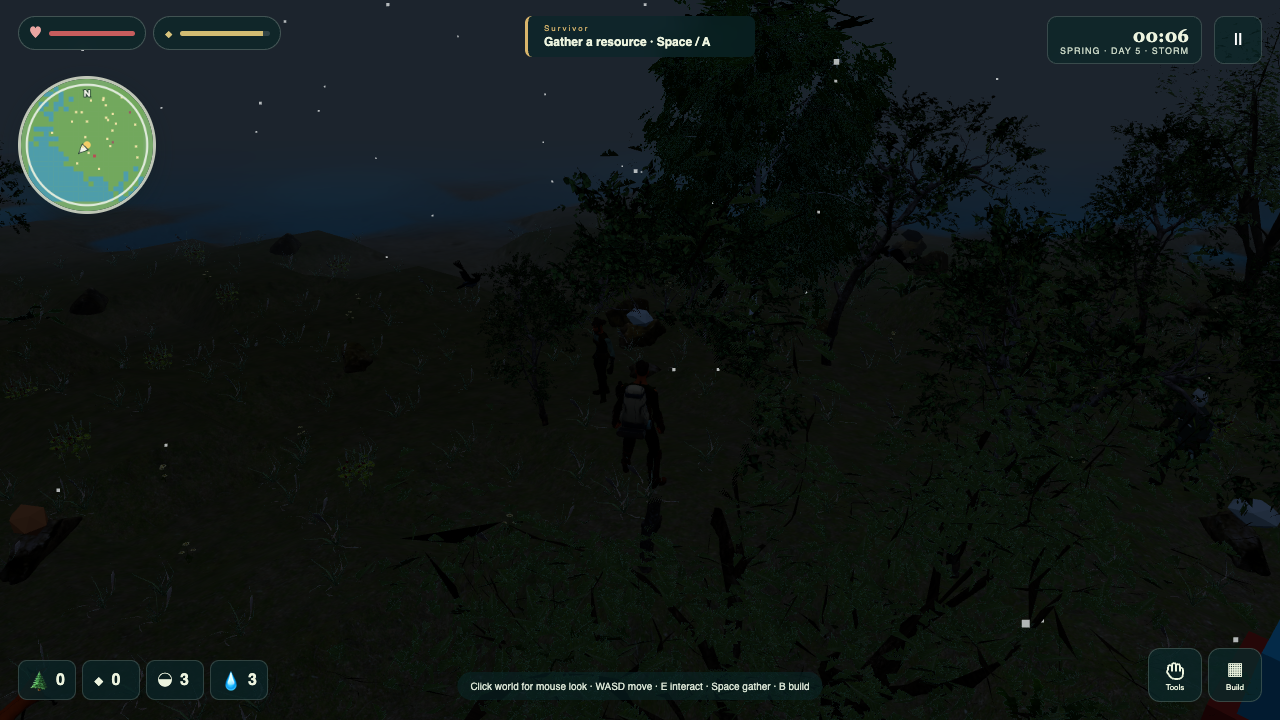 Survivor
Gather a resource · Space / A
00:06
SPRING · DAY 5 · STORM
N
0
0
3
3
Click world for mouse look · WASD move · E interact · Space gather · B build
Tools
Build